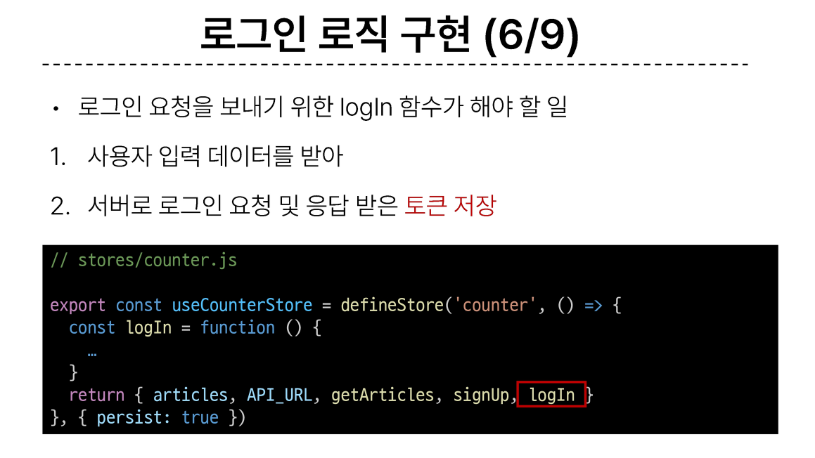 로그인 로직 구현 (6/9)
• 로그인 요청을 보내기 위한 logIn 함수가 해야 할 일
1. 사용자 입력 데이터를 받아
2. 서버로 로그인 요청 및 응답 받은 토큰 저장
// stores/counter.js
export const useCounterStore = defineStore('counter', () => {
  const logIn = function () {
    …
  }
  return { articles, API_URL, getArticles, signUp, logIn }
}, { persist: true })